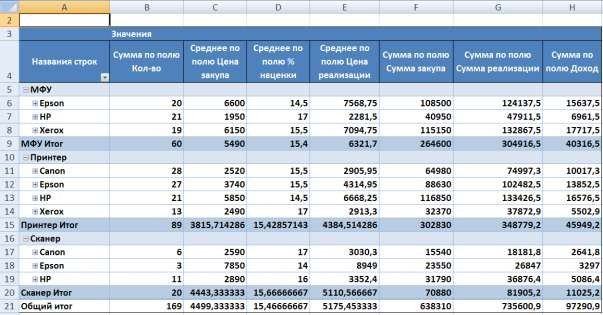 A B C D E F G H
2
3 Значения
4 Названия строк Сумма по полю Кол-во Среднее по полю Цена закупа Среднее по полю % наценки Среднее по полю Цена реализации Сумма по полю Сумма закупа Сумма по полю Сумма реализации Сумма по полю Доход
5 МФУ
6 Epson 20 6600 14,5 7568,75 108500 124137,5 15637,5
7 HP 21 1950 17 2281,5 40950 47911,5 6961,5
8 Xerox 19 6150 15,5 7094,75 115150 132867,5 17717,5
9 МФУ Итог 60 5490 15,4 6321,7 264600 304916,5 40316,5
10 Принтер
11 Canon 28 2520 15,5 2905,95 64980 74997,3 10017,3
12 Epson 27 3740 15,5 4314,95 88630 102482,5 13852,5
13 HP 21 5850 14,5 6668,25 116850 133426,5 16576,5
14 Xerox 13 2490 17 2913,3 32370 37872,9 5502,9
15 Принтер Итог 89 3815,714286 15,42857143 4384,514286 302830 348779,2 45949,2
16 Сканер
17 Canon 6 2590 17 3030,3 15540 18181,8 2641,8
18 Epson 3 7850 14 8949 23550 26847 3297
19 HP 11 2890 16 3352,4 31790 36876,4 5086,4
20 Сканер Итог 20 4443,333333 15,66666667 5110,566667 70880 81905,2 11025,2
21 Общий итог 169 4499,333333 15,46666667 5175,453333 638310 735600,9 97290,9